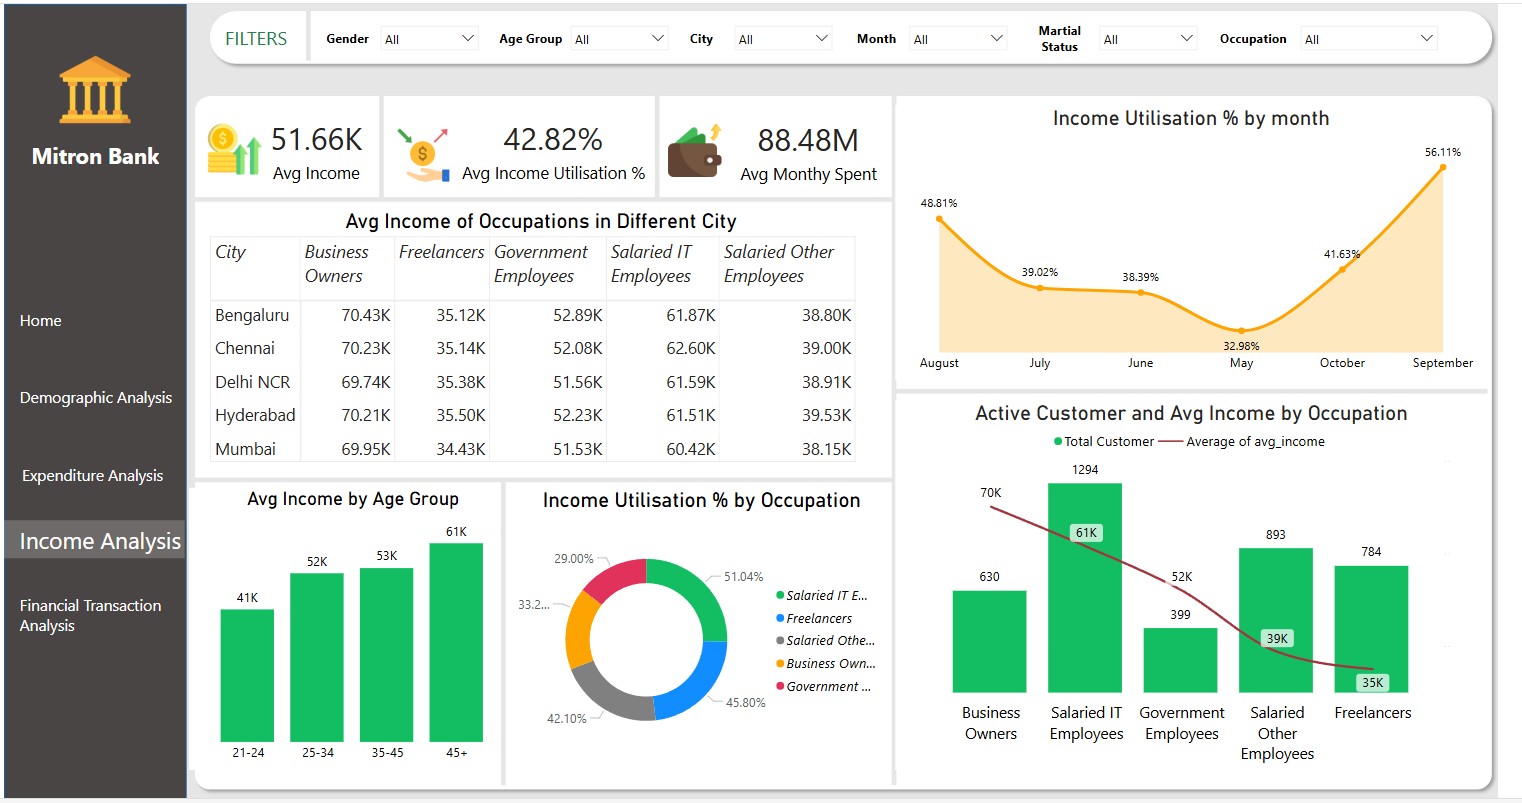 Mitron Bank
Home
Demographic Analysis
Expenditure Analysis
Income Analysis
Financial Transaction
Analysis
FILTERS
Gender All
Age Group All
City All
Month All
Martial
Status
All
Occupation All
51.66K
Avg Income
42.82%
Avg Income Utilisation %
88.48M
Avg Monthy Spent
Avg Income of Occupations in Different City
City Business Freelancers Government Salaried IT Salaried Other
Owners Employees Employees Employees
Bengaluru 70.43K 35.12K 52.89K 61.87K 38.80K
Chennai 70.23K 35.14K 52.08K 62.60K 39.00K
Delhi NCR 69.74K 35.38K 51.56K 61.59K 38.91K
Hyderabad 70.21K 35.50K 52.23K 61.51K 39.53K
Mumbai 69.95K 34.43K 51.53K 60.42K 38.15K
Avg Income by Age Group
41K 52K 53K 61K
21-24 25-34 35-45 45+
Income Utilisation % by Occupation
29.00%
51.04%
33.2...
42.10%
45.80%
Salaried IT E...
Freelancers
Salaried Othe...
Business Own...
Government ...
Income Utilisation % by month
48.81% 39.02% 38.39% 32.98% 41.63% 56.11%
August July June May October September
Active Customer and Avg Income by Occupation
Total Customer Average of avg_income
630 1294 399 893 784
70K 61K 52K 39K 35K
Business Salaried IT Government Salaried Freelancers
Owners Employees Employees Other
Employees